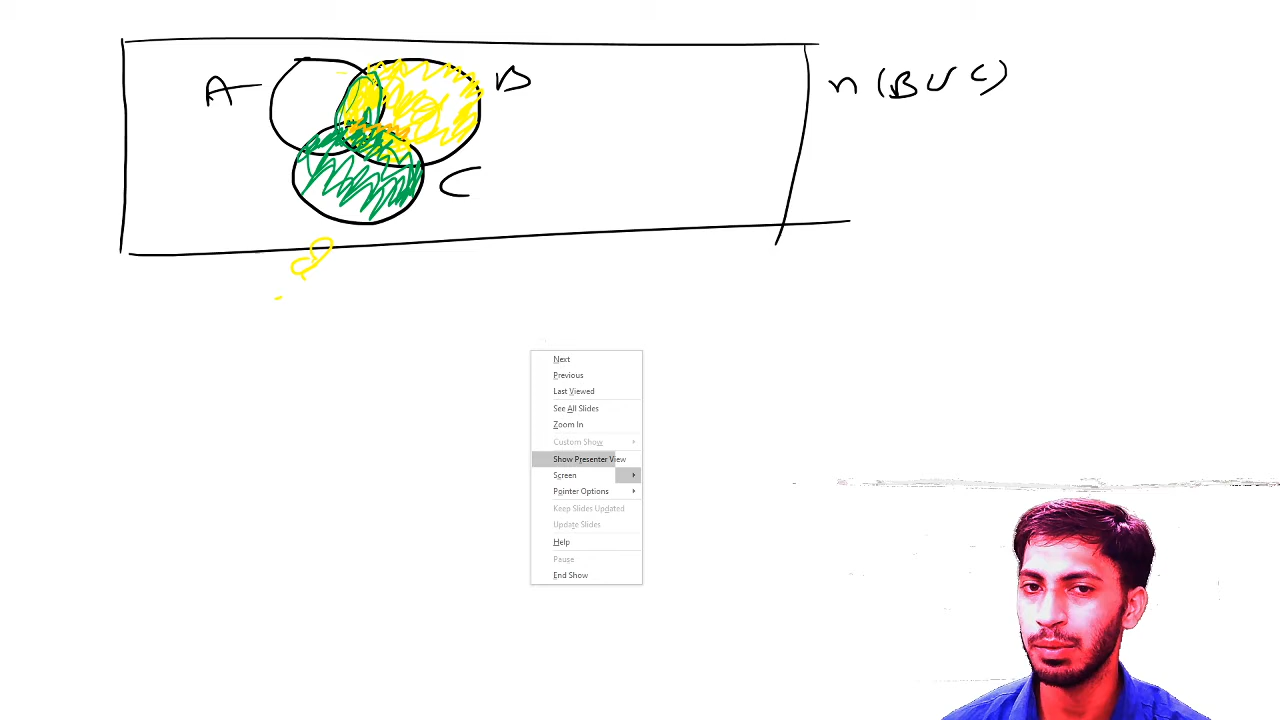 A
B
n (B ∪ C)
C
Next
Previous
Last Viewed
See All Slides
Zoom In
Custom Show
Show Presenter View
Screen
Pointer Options
Keep Slides Updated
Update Slides
Help
Pause
End Show